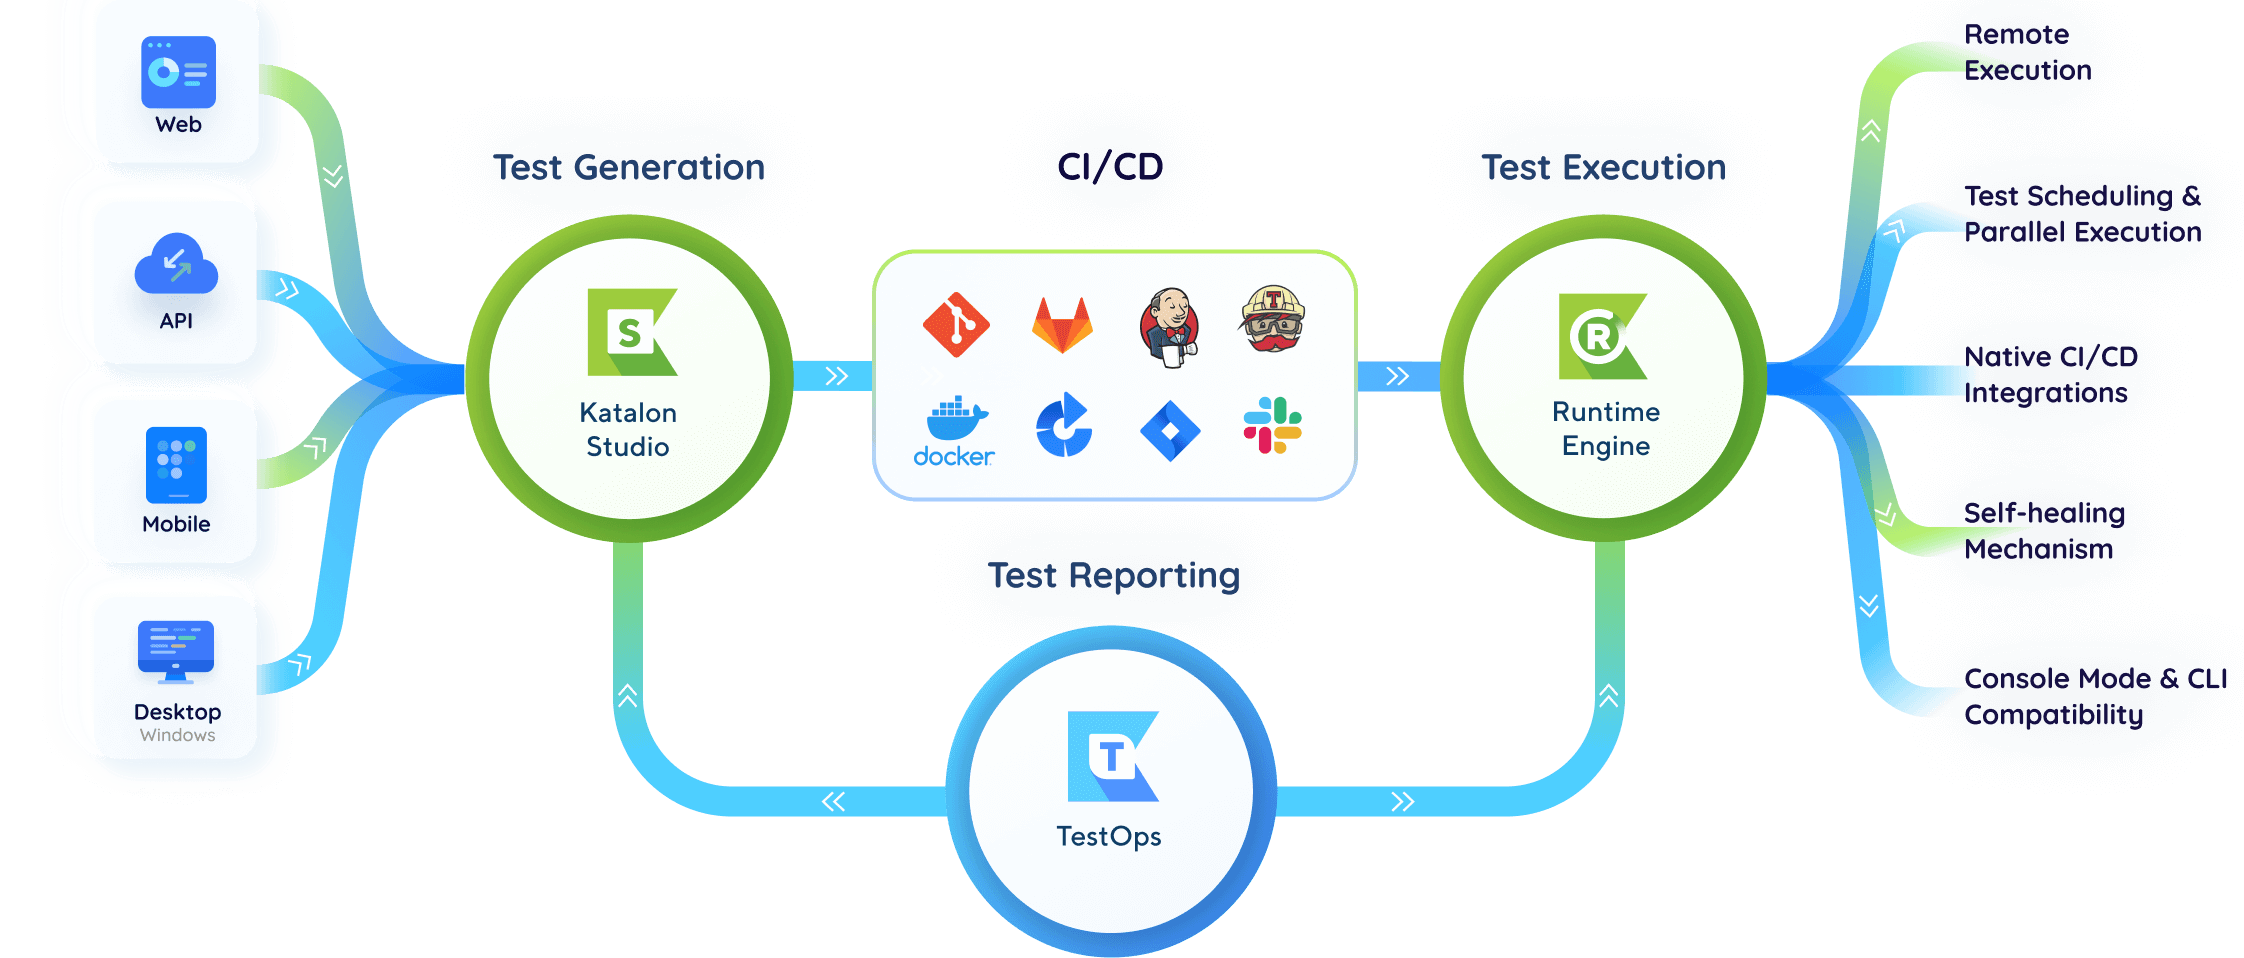 Web
API
Mobile
Desktop
Windows
Test Generation
S
Katalon
Studio
CI/CD
T
docker
Test Reporting
T
TestOps
Test Execution
R
Runtime
Engine
Remote
Execution
Test Scheduling &
Parallel Execution
Native CI/CD
Integrations
Self-healing
Mechanism
Console Mode & CLI
Compatibility